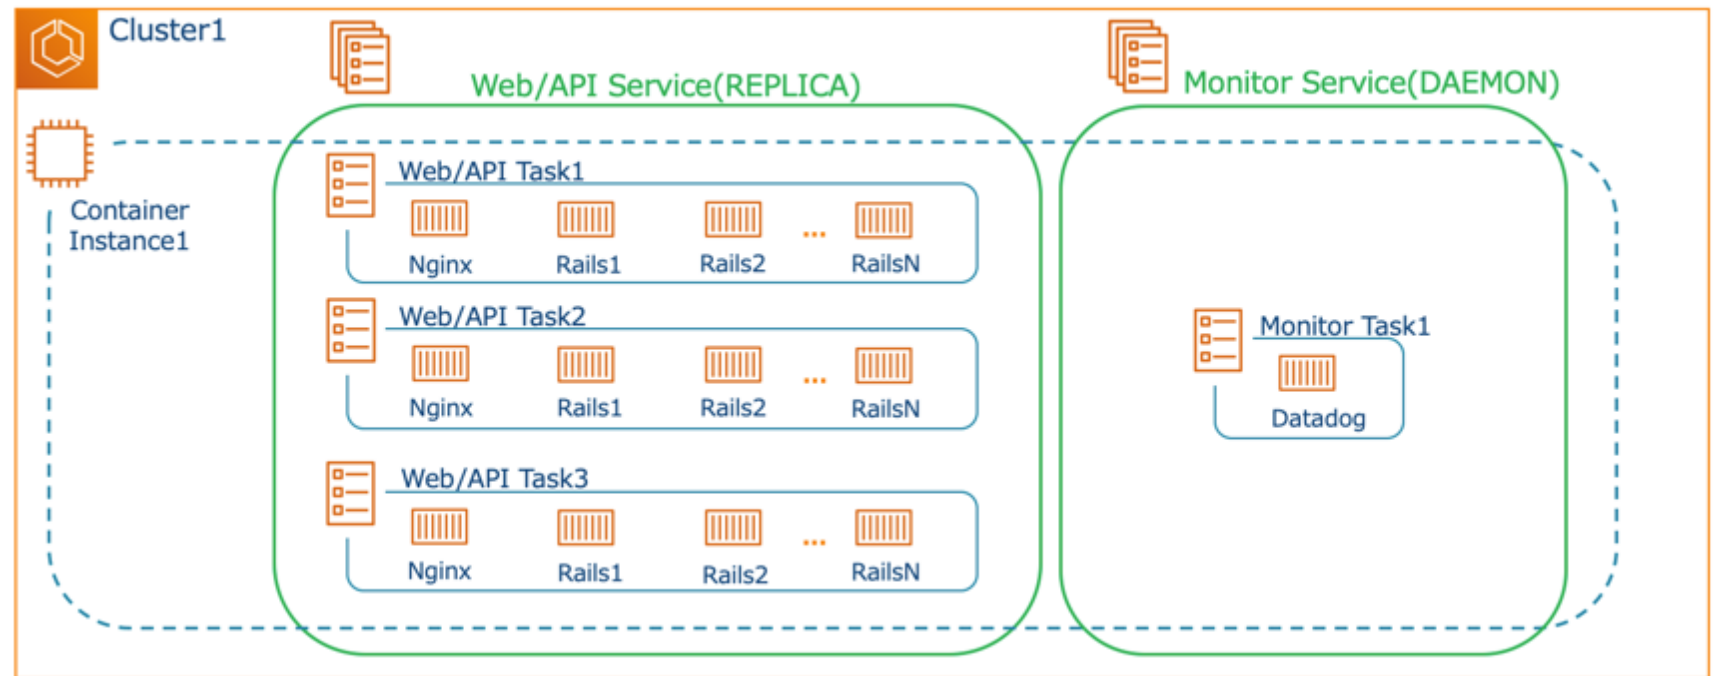 Cluster1
Web/API Service(REPLICA)
Monitor Service(DAEMON)
Container
Instance1
Web/API Task1
Nginx
Rails1
Rails2
...
RailsN
Web/API Task2
Nginx
Rails1
Rails2
...
RailsN
Web/API Task3
Nginx
Rails1
Rails2
...
RailsN
Monitor Task1
Datadog